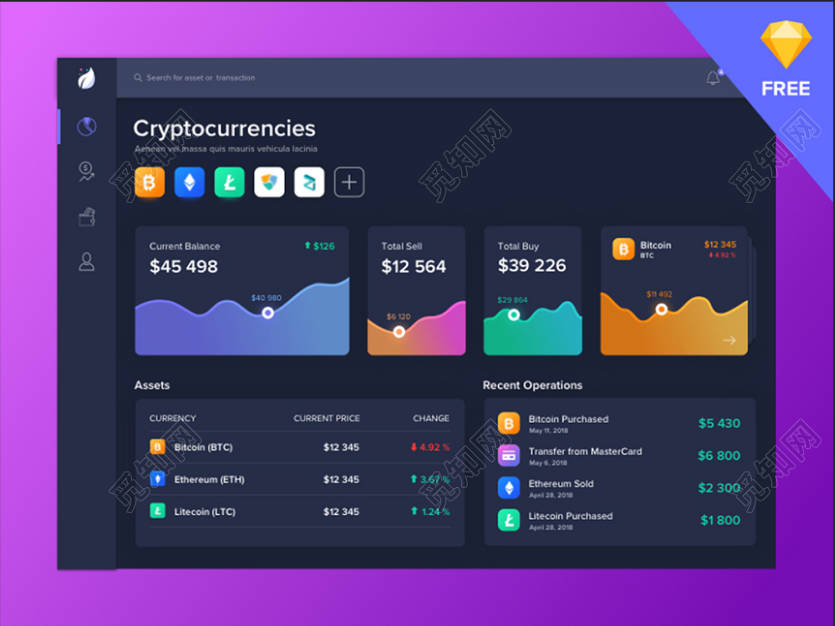 FREE
Search for asset or transaction
Cryptocurrencies
Aenean vel massa quis mauris vehicula lacinia
Current Balance
$126
$45 498
$40 980
Total Sell
$12 564
$6 120
Total Buy
$39 226
$29 864
Bitcoin
BTC
$12 345
4.92 %
$11 492
Assets
CURRENCY CURRENT PRICE CHANGE
Bitcoin (BTC) $12 345 4.92 %
Ethereum (ETH) $12 345 3.67 %
Litecoin (LTC) $12 345 1.24 %
Recent Operations
Bitcoin Purchased
May 11, 2018
$5 430
Transfer from MasterCard
May 6, 2018
$6 800
Ethereum Sold
April 28, 2018
$2 300
Litecoin Purchased
April 28, 2018
$1 800
觅知网
觅知网
觅知网
觅知网
觅知网
觅知网